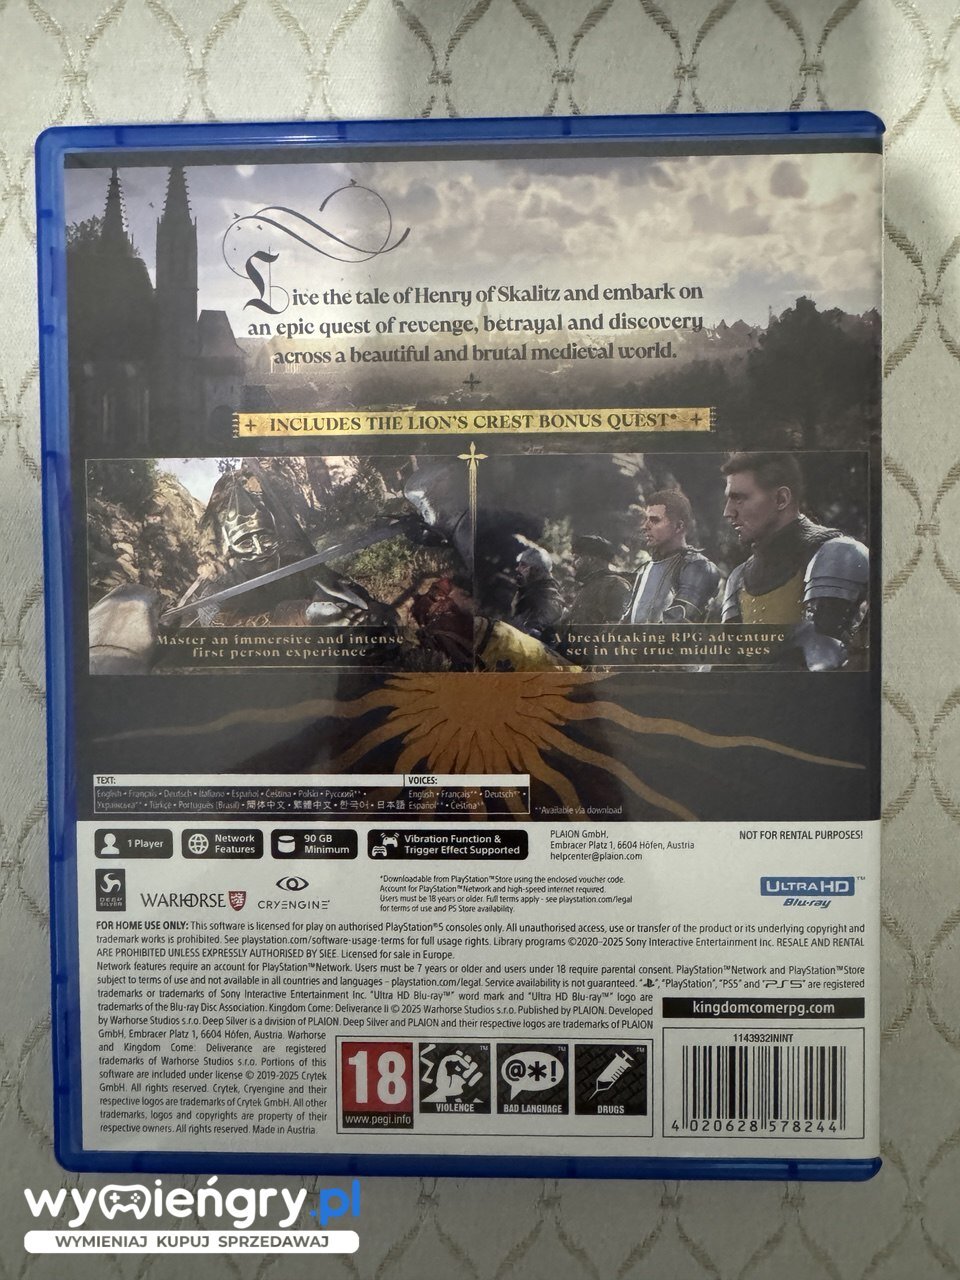 Live the tale of Henry of Skalitz and embark on
an epic quest of revenge, betrayal and discovery
across a beautiful and brutal medieval world.
INCLUDES THE LION'S CREST BONUS QUEST*
Master an immersive and intense
first person experience
A breathtaking RPG adventure
set in the true middle ages
TEXT:
English • Français • Deutsch • Italiano • Español • Čeština • Polski • Русский**
Українська** • Türkçe • Português (Brasil) • 简体中文 • 繁體中文 • 한국어 • 日本語
VOICES:
English • Français** • Deutsch**
Español** • Čeština**
**Available via download
1 Player
Network
Features
90 GB
Minimum
Vibration Function &
Trigger Effect Supported
PLAION GmbH,
Embracer Platz 1, 6604 Höfen, Austria
helpcenter@plaion.com
NOT FOR RENTAL PURPOSES!
DEEP
SILVER
WARHORSE
CRYENGINE
*Downloadable from PlayStation™Store using the enclosed voucher code.
Account for PlayStation™Network and high-speed internet required.
Users must be 18 years or older. Full terms apply - see playstation.com/legal
for terms of use and PS Store availability.
ULTRA HD™
Blu-ray
FOR HOME USE ONLY: This software is licensed for play on authorised PlayStation®5 consoles only. All unauthorised access, use or transfer of the product or its underlying copyright and
trademark works is prohibited. See playstation.com/software-usage-terms for full usage rights. Library programs ©2020–2025 Sony Interactive Entertainment Inc. RESALE AND RENTAL
ARE PROHIBITED UNLESS EXPRESSLY AUTHORISED BY SIEE. Licensed for sale in Europe.
Network features require an account for PlayStation™Network. Users must be 7 years or older and users under 18 require parental consent. PlayStation™Network and PlayStation™Store
subject to terms of use and not available in all countries and languages – playstation.com/legal. Service availability is not guaranteed. "PS", "PlayStation", "PS5" and "PS5" are registered
trademarks or trademarks of Sony Interactive Entertainment Inc. "Ultra HD Blu-ray™" word mark and "Ultra HD Blu-ray™" logo are
trademarks of the Blu-ray Disc Association. Kingdom Come: Deliverance II © 2025 Warhorse Studios s.r.o. Published by PLAION. Developed
by Warhorse Studios s.r.o. Deep Silver is a division of PLAION. Deep Silver and PLAION and their respective logos are trademarks of PLAION
GmbH, Embracer Platz 1, 6604 Höfen, Austria. Warhorse
and Kingdom Come: Deliverance are registered
trademarks of Warhorse Studios s.r.o. Portions of this
software are included under license © 2019-2025 Crytek
GmbH. All rights reserved. Crytek, Cryengine and their
respective logos are trademarks of Crytek GmbH. All other
trademarks, logos and copyrights are property of their
respective owners. All rights reserved. Made in Austria.
kingdomcomerpg.com
1143932ININT
4 020628 578244
18
www.pegi.info
VIOLENCE
@*!
BAD LANGUAGE
DRUGS
wymieńgry.pl
WYMIENIAJ KUPUJ SPRZEDAWAJ